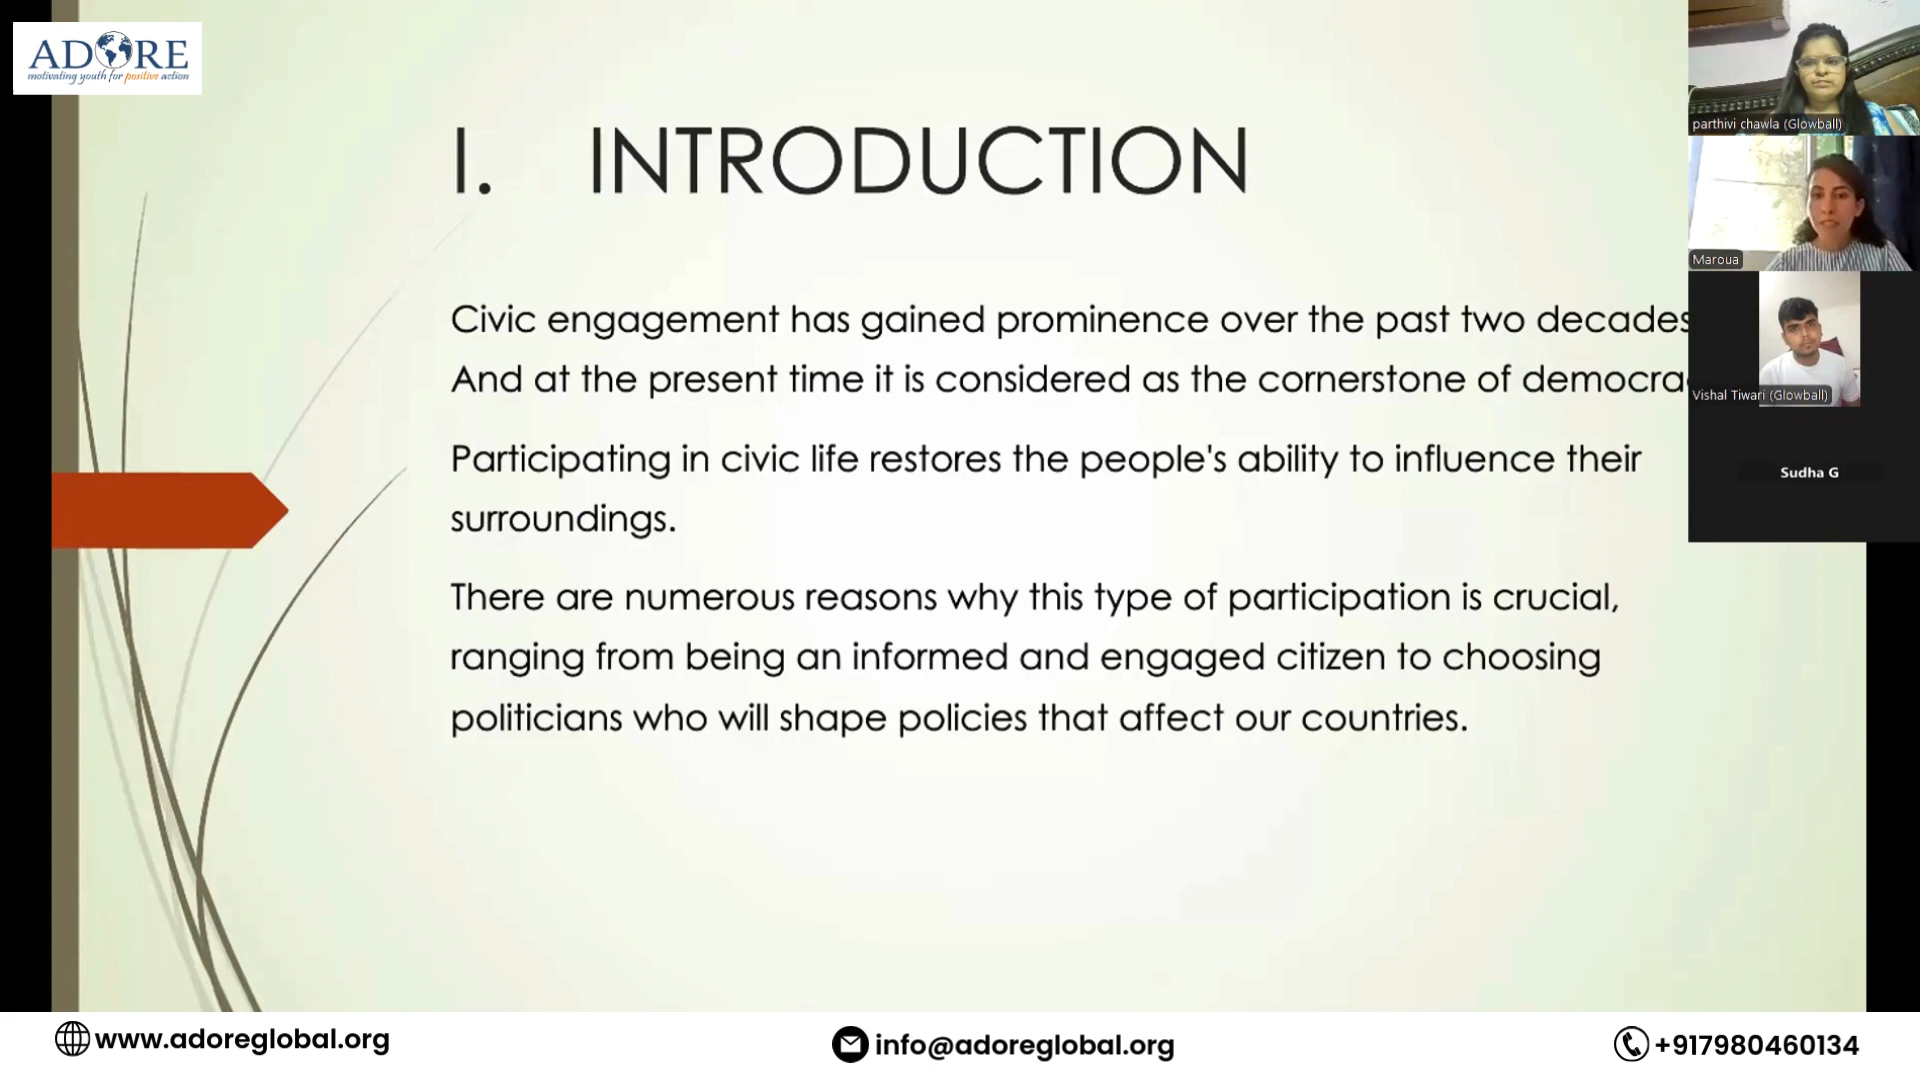 ADORE
motivating youth for positive action
I. INTRODUCTION
Civic engagement has gained prominence over the past two decades
And at the present time it is considered as the cornerstone of
Participating in civic life restores the people's ability to influence their
surroundings.
There are numerous reasons why this type of participation is crucial,
ranging from being an informed and engaged citizen to choosing
politicians who will shape policies that affect our countries.
parthivi chawla (Glowball)
Maroua
Vishal Tiwari (Glowball)
Sudha G
www.adoreglobal.org
info@adoreglobal.org
+917980460134